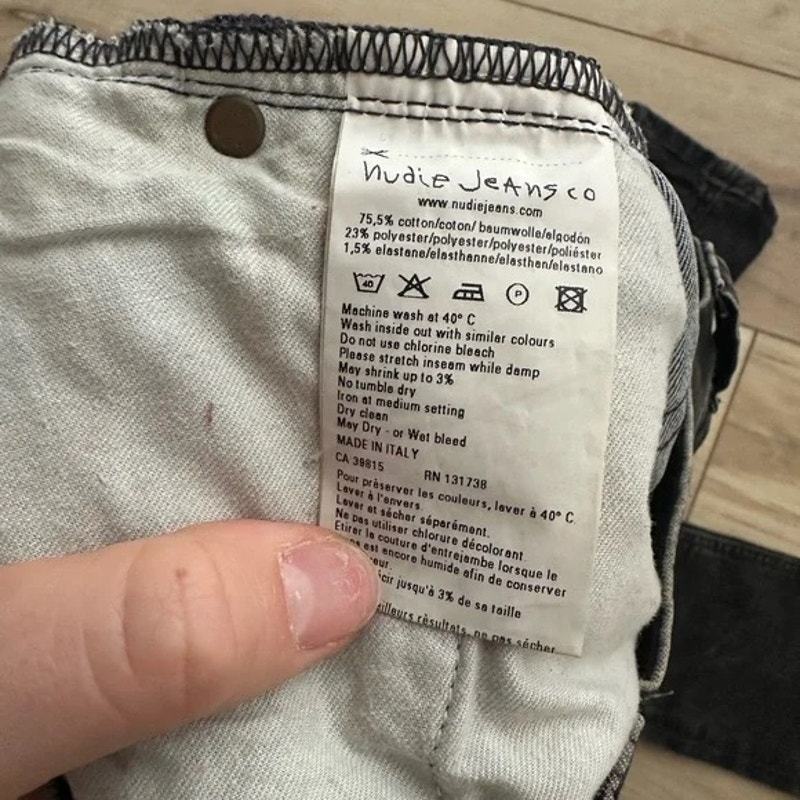 nudie Jeans co
www.nudiejeans.com
75,5% cotton/coton/ baumwolle/algodón
23% polyester/polyester/polyester/poliéster
1,5% elastane/elasthanne/elasthan/elastano
40 P
Machine wash at 40° C
Wash inside out with similar colours
Do not use chlorine bleach
Please stretch inseam while damp
May shrink up to 3%
No tumble dry
Iron at medium setting
Dry clean
May Dry - or Wet bleed
MADE IN ITALY
CA 39815 RN 131738
Pour prèserver les couleurs, laver à 40° C.
Laver à l'envers.
Laver et sécher séparément.
Ne pas utiliser chlorure décolorant.
Etirer la couture d'entrejambe lorsque le
est encore humide afin de conserver
jusqu'à 3% de sa taille
résultats, ne pas sécher